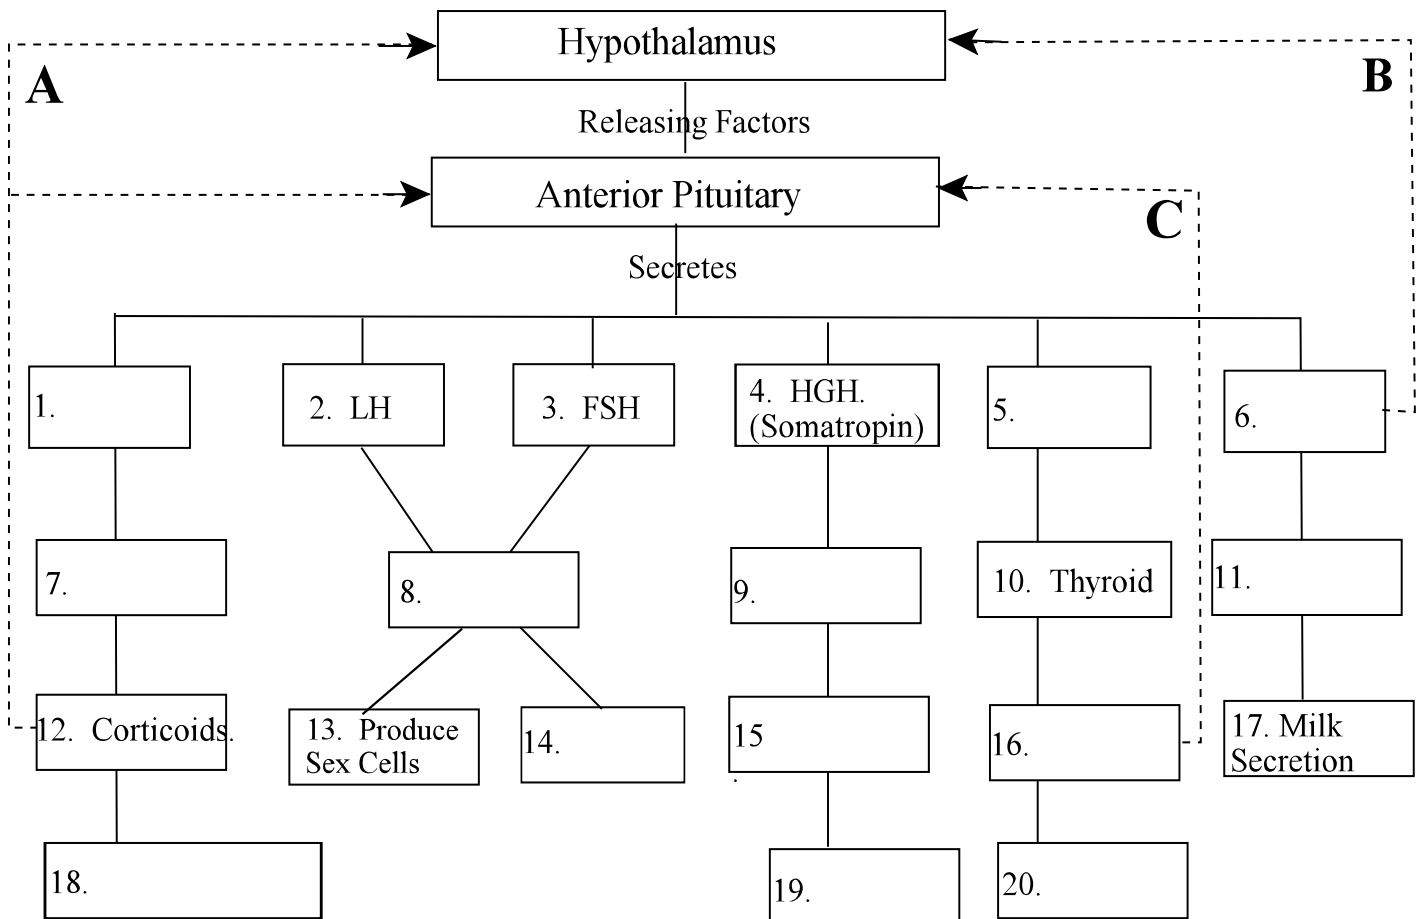 Hypothalamus
A
B
Releasing Factors
Anterior Pituitary
C
Secretes
1.
2. LH
3. FSH
4. HGH.
(Somatropin)
5.
6.
7.
8.
9.
10. Thyroid
11.
12. Corticoids.
13. Produce
Sex Cells
14.
15
.
16.
17. Milk
Secretion
18.
19.
20.